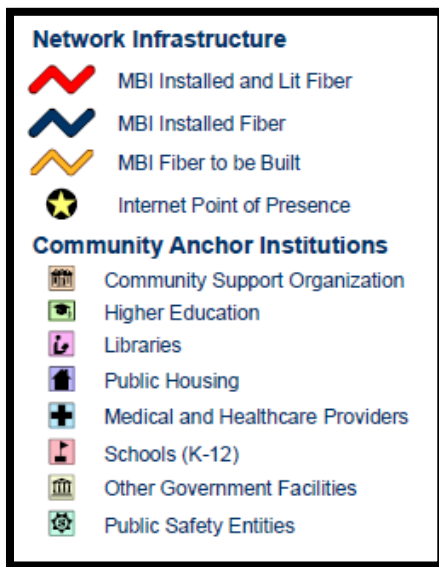 Network Infrastructure
MBI Installed and Lit Fiber
MBI Installed Fiber
MBI Fiber to be Built
Internet Point of Presence
Community Anchor Institutions
Community Support Organization
Higher Education
Libraries
Public Housing
Medical and Healthcare Providers
Schools (K-12)
Other Government Facilities
Public Safety Entities